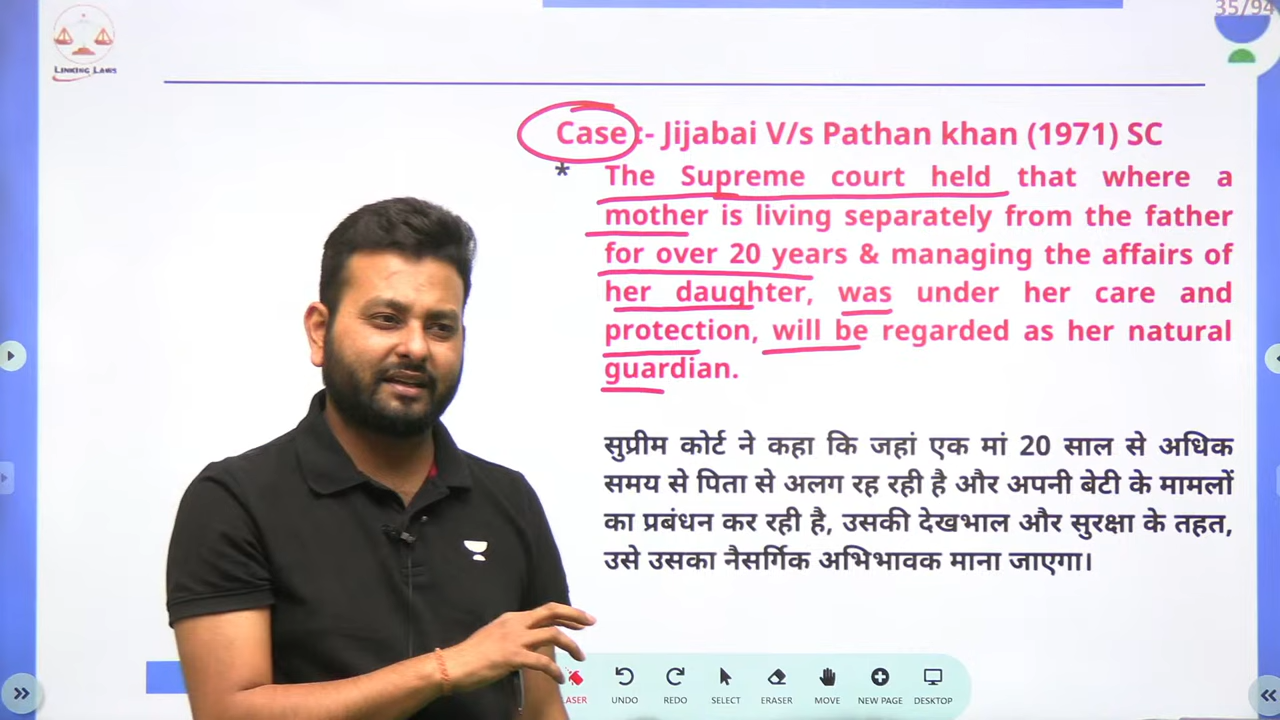 35/94
LINKING LAWS
Case :- Jijabai V/s Pathan khan (1971) SC
* The Supreme court held that where a
mother is living separately from the father
for over 20 years & managing the affairs of
her daughter, was under her care and
protection, will be regarded as her natural
guardian.
सुप्रीम कोर्ट ने कहा कि जहां एक मां 20 साल से अधिक
समय से पिता से अलग रह रही है और अपनी बेटी के मामलों
का प्रबंधन कर रही है, उसकी देखभाल और सुरक्षा के तहत,
उसे उसका नैसर्गिक अभिभावक माना जाएगा।
UNDO REDO SELECT ERASER MOVE NEW PAGE DESKTOP